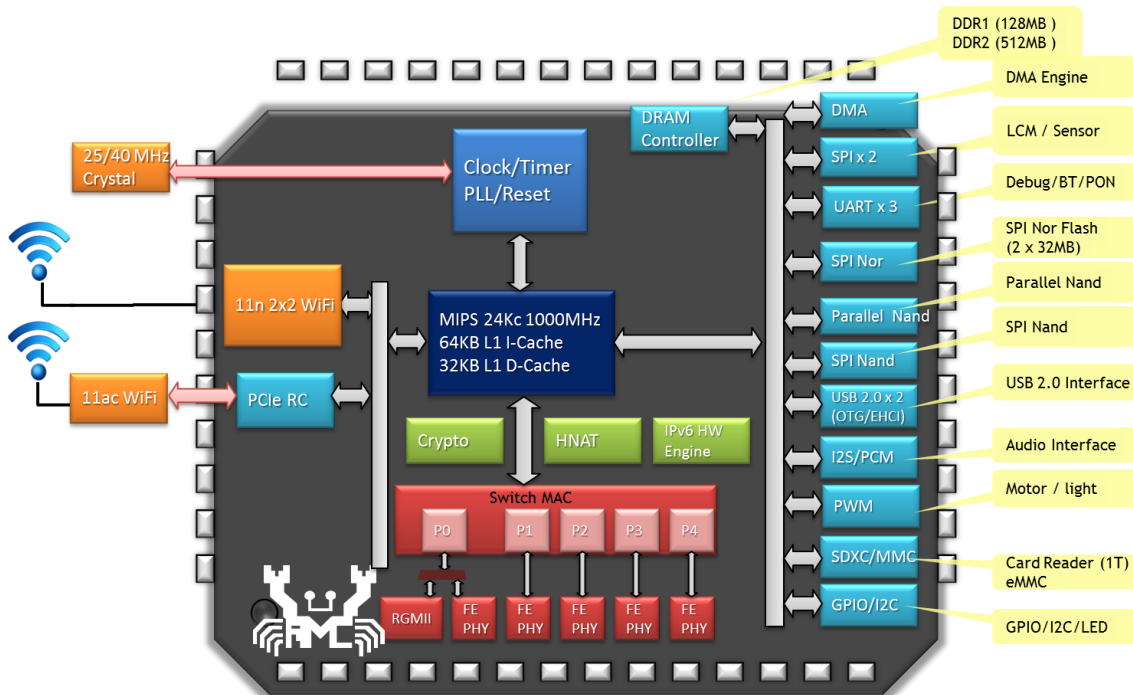 DDR1 (128MB )
DDR2 (512MB )
DMA Engine
LCM / Sensor
Debug/BT/PON
SPI Nor Flash
(2 x 32MB)
Parallel Nand
SPI Nand
USB 2.0 Interface
Audio Interface
Motor / light
Card Reader (1T)
eMMC
GPIO/I2C/LED
DRAM
Controller
DMA
SPI x 2
UART x 3
SPI Nor
Parallel Nand
SPI Nand
USB 2.0 x 2
(OTG/EHCI)
I2S/PCM
PWM
SDXC/MMC
GPIO/I2C
25/40 MHz
Crystal
Clock/Timer
PLL/Reset
11n 2x2 WiFi
MIPS 24Kc 1000MHz
64KB L1 I-Cache
32KB L1 D-Cache
11ac WiFi
PCIe RC
Crypto
HNAT
IPv6 HW
Engine
Switch MAC
P0
P1
P2
P3
P4
RGMII
FE
PHY
FE
PHY
FE
PHY
FE
PHY
FE
PHY